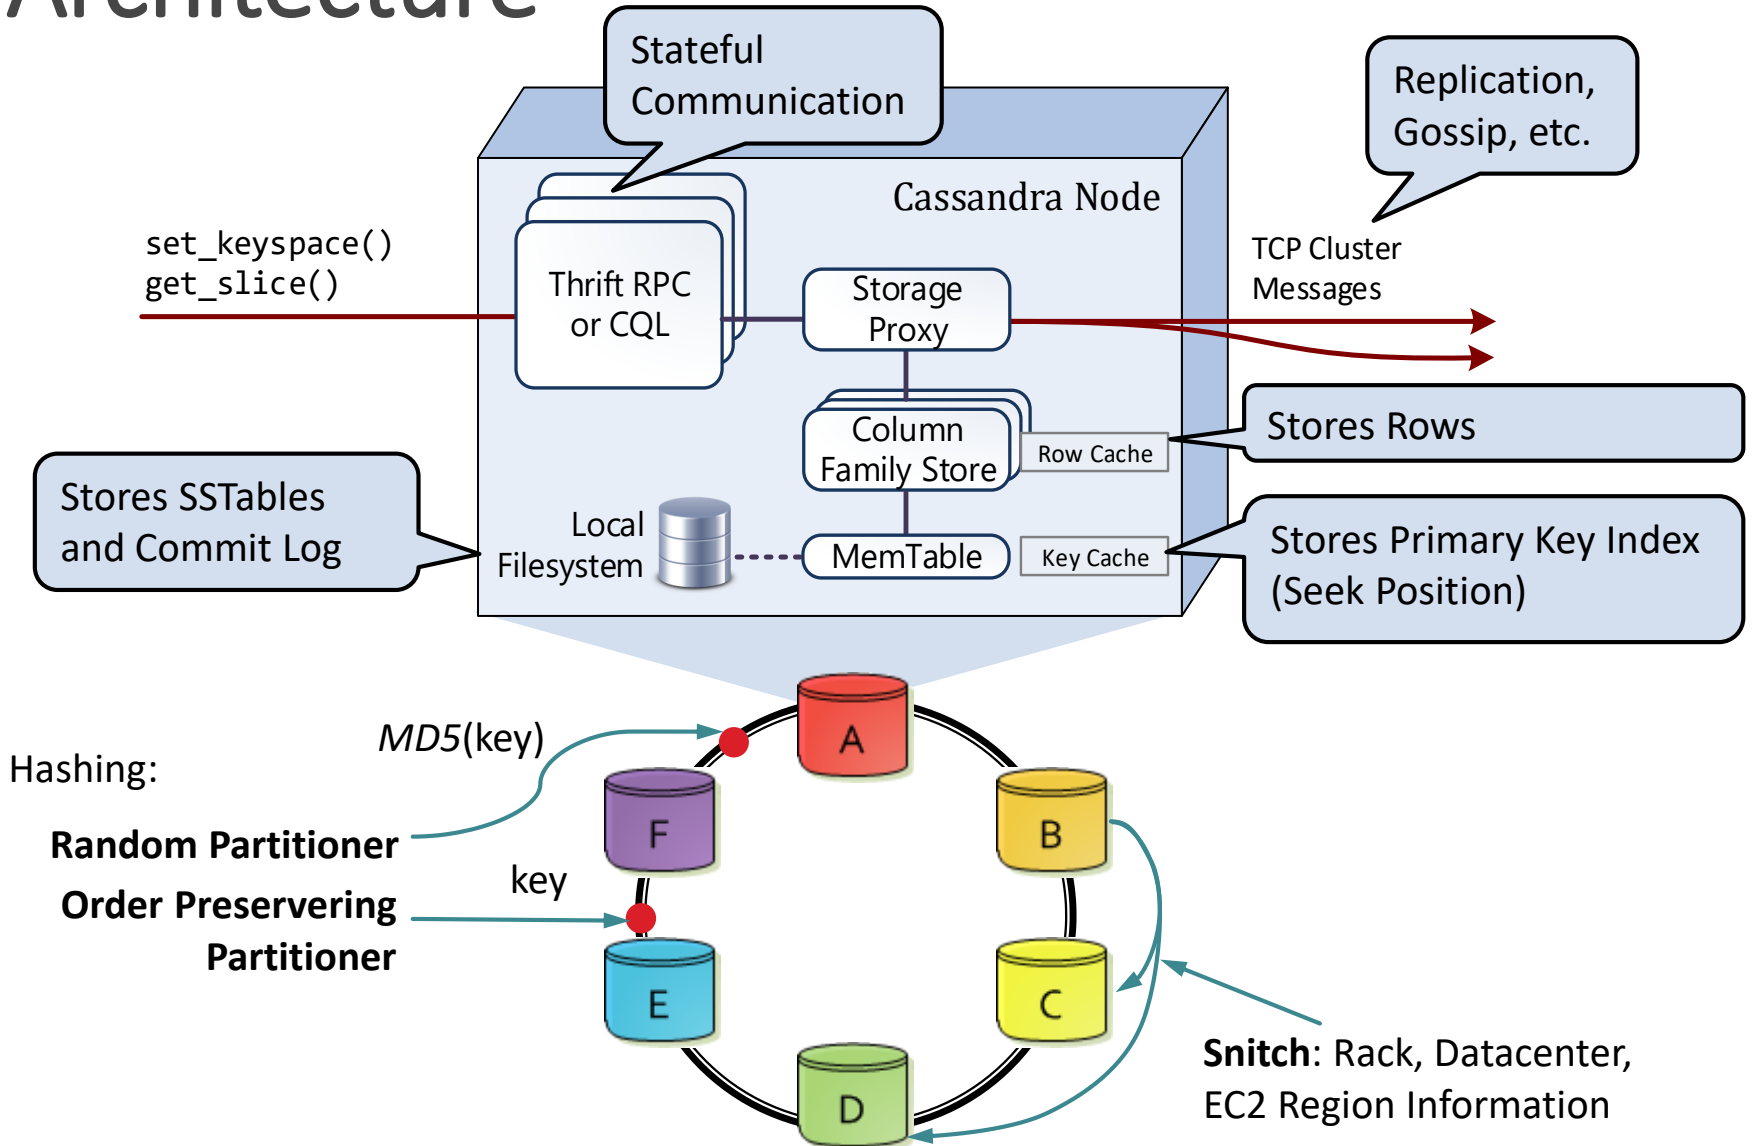 Architecture
Stateful
Communication
Replication,
Gossip, etc.
Cassandra Node
set_keyspace()
get_slice()
Thrift RPC
or CQL
Storage
Proxy
TCP Cluster
Messages
Column
Family Store
Row Cache
Stores Rows
Stores SSTables
and Commit Log
Local
Filesystem
MemTable
Key Cache
Stores Primary Key Index
(Seek Position)
MD5(key)
Hashing:
Random Partitioner
key
Order Preservering
Partitioner
A
B
C
D
E
F
Snitch: Rack, Datacenter,
EC2 Region Information